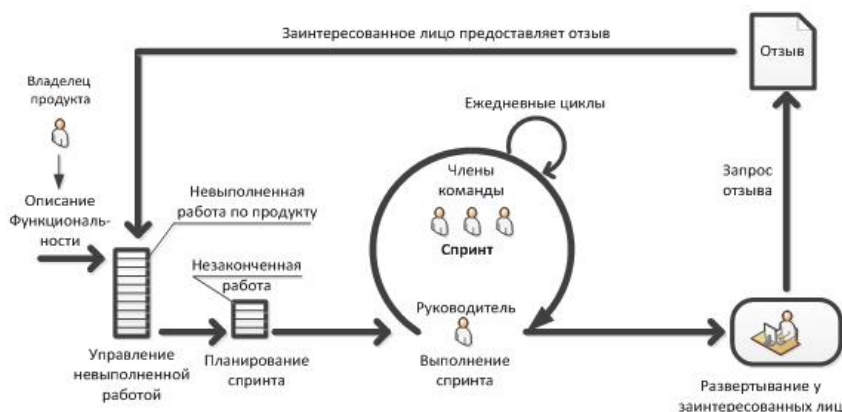 Заинтересованное лицо предоставляет отзыв
Отзыв
Владелец
продукта
Ежедневные циклы
Описание
Функциональ-
ности
Невыполненная
работа по продукту
Члены
команды
Спринт
Запрос
отзыва
Незаконченная
работа
Руководитель
Управление
невыполненной
работой
Планирование
спринта
Выполнение
спринта
Развертывание у
заинтересованных лиц